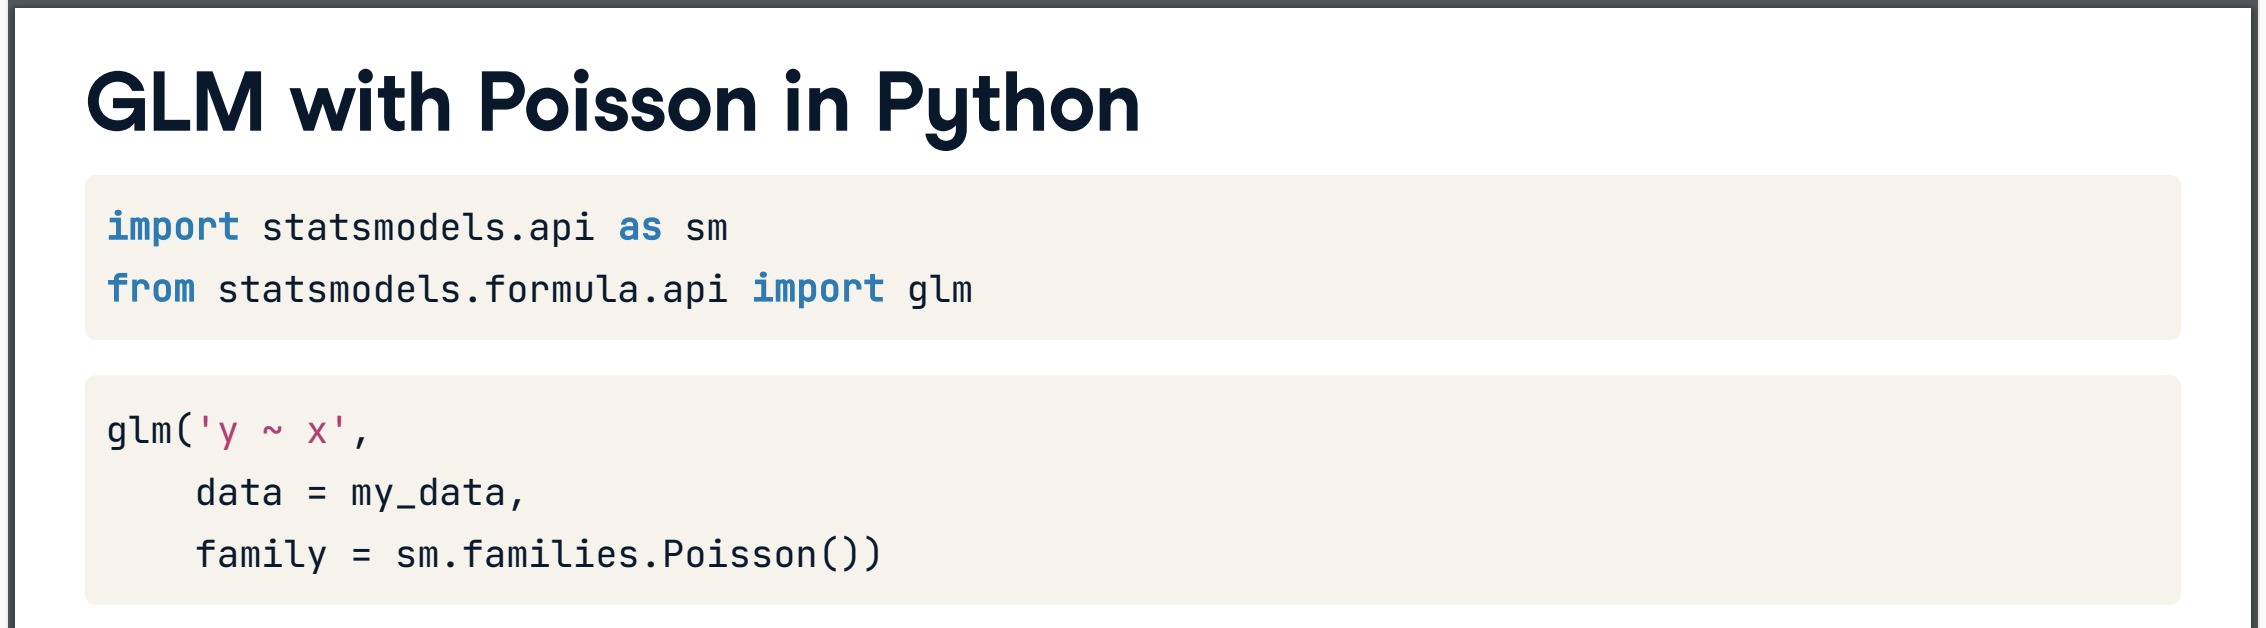 GLM with Poisson in Python
import statsmodels.api as sm
from statsmodels.formula.api import glm
glm('y ~ x',
    data = my_data,
    family = sm.families.Poisson())